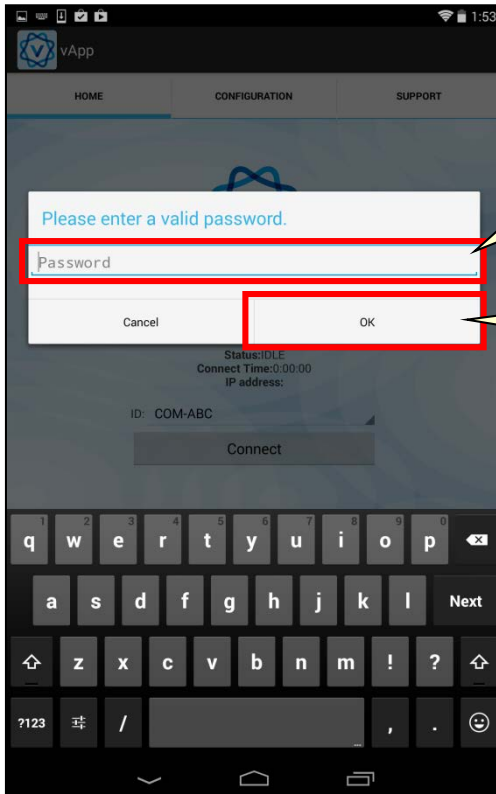 1:53
vApp
HOME CONFIGURATION SUPPORT
Please enter a valid password.
Password
Cancel OK
Status:IDLE
Connect Time:0:00:00
IP address:
ID: COM-ABC
Connect
1 2 3 4 5 6 7 8 9 0
q w e r t y u i o p
a s d f g h j k l Next
z x c v b n m ! ?
?123 / , .